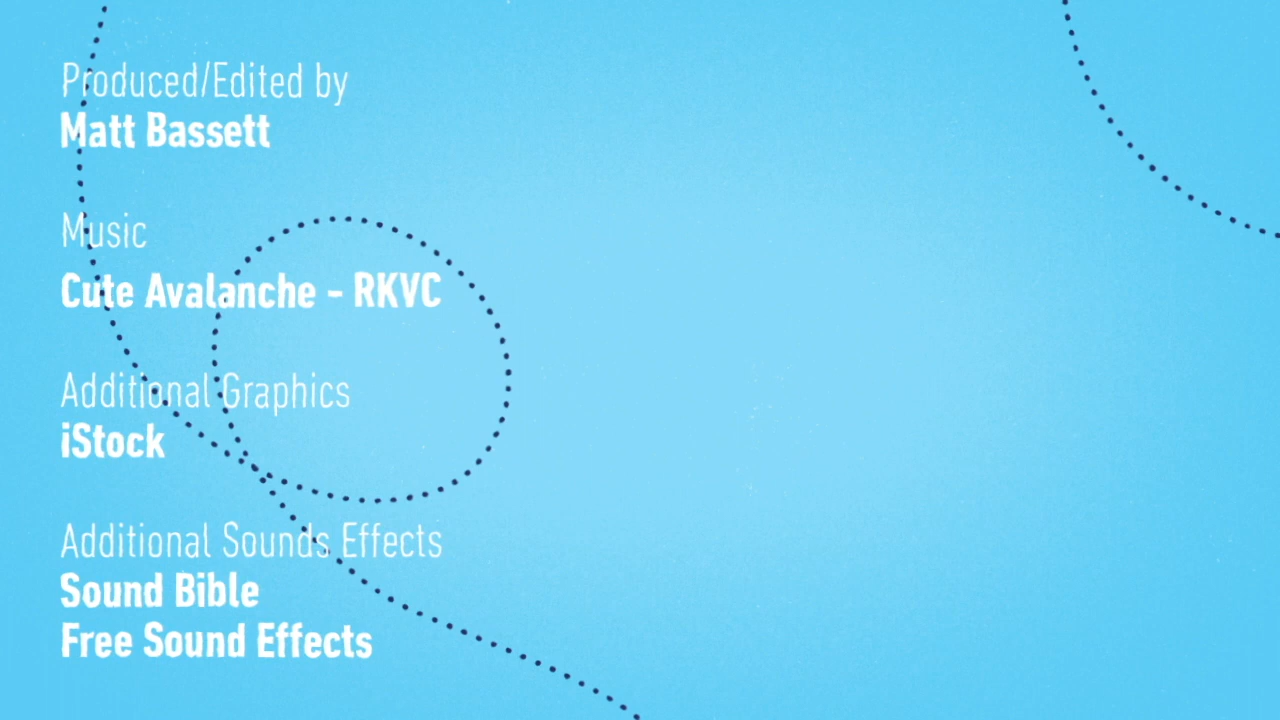 Produced/Edited by
Matt Bassett
Music
Cute Avalanche - RKVC
Additional Graphics
iStock
Additional Sounds Effects
Sound Bible
Free Sound Effects